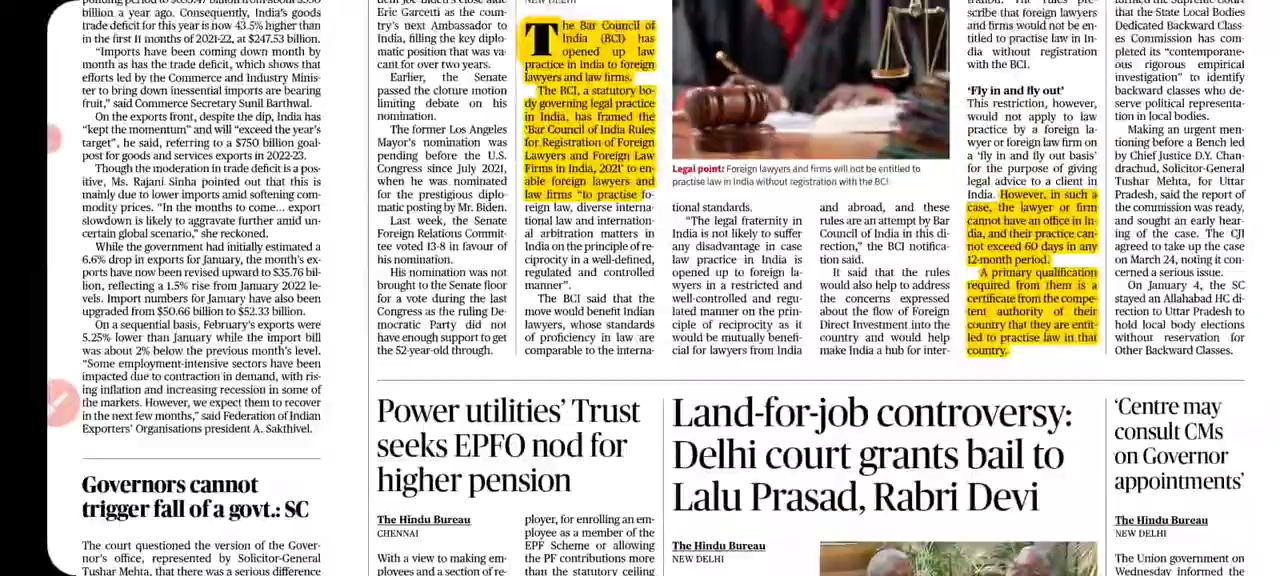 billion a year ago. Consequently, India's goods
trade deficit for this year is now 43.5% higher than
in the first 11 months of 2021-22, at $247.53 billion.
"Imports have been coming down month by
month as has the trade deficit, which shows that
efforts led by the Commerce and Industry Minis-
ter to bring down inessential imports are bearing
fruit," said Commerce Secretary Sunil Barthwal.
On the exports front, despite the dip, India has
"kept the momentum" and will "exceed the year's
target", he said, referring to a $750 billion goal-
post for goods and services exports in 2022-23.
Though the moderation in trade deficit is a pos-
itive, Ms. Rajani Sinha pointed out that this is
mainly due to lower imports amid softening com-
modity prices. "In the months to come... export
slowdown is likely to aggravate further amid un-
certain global scenario," she reckoned.
While the government had initially estimated a
6.6% drop in exports for January, the month's ex-
ports have now been revised upward to $35.76 bil-
lion, reflecting a 1.5% rise from January 2022 le-
vels. Import numbers for January have also been
upgraded from $50.66 billion to $52.33 billion.
On a sequential basis, February's exports were
5.25% lower than January while the import bill
was about 2% below the previous month's level.
"Some employment-intensive sectors have been
impacted due to contraction in demand, with ris-
ing inflation and increasing recession in some of
the markets. However, we expect them to recover
in the next few months," said Federation of Indian
Exporters' Organisations president A. Sakthivel.
Governors cannot
trigger fall of a govt.: SC
The court questioned the version of the Gover-
nor's office, represented by Solicitor-General
Tushar Mehta, that there was a serious difference
Eric Garcetti as the coun-
try's next Ambassador to
India, filling the key diplo-
matic position that was va-
cant for over two years.
Earlier, the Senate
passed the cloture motion
limiting debate on his
nomination.
The former Los Angeles
Mayor's nomination was
pending before the U.S.
Congress since July 2021,
when he was nominated
for the prestigious diplo-
matic posting by Mr. Biden.
Last week, the Senate
Foreign Relations Commit-
tee voted 13-8 in favour of
his nomination.
His nomination was not
brought to the Senate floor
for a vote during the last
Congress as the ruling De-
mocratic Party did not
have enough support to get
the 52-year-old through.
NEW DELHI
The Bar Council of
India (BCI) has
opened up law
practice in India to foreign
lawyers and law firms.
The BCI, a statutory bo-
dy governing legal practice
in India, has framed the
'Bar Council of India Rules
for Registration of Foreign
Lawyers and Foreign Law
Firms in India, 2021' to en-
able foreign lawyers and
law firms "to practise fo-
reign law, diverse interna-
tional law and internation-
al arbitration matters in
India on the principle of re-
ciprocity in a well-defined,
regulated and controlled
manner".
The BCI said that the
move would benefit Indian
lawyers, whose standards
of proficiency in law are
comparable to the interna-
Legal point: Foreign lawyers and firms will not be entitled to
practise law in India without registration with the BCI
tional standards.
"The legal fraternity in
India is not likely to suffer
any disadvantage in case
law practice in India is
opened up to foreign la-
wyers in a restricted and
well-controlled and regu-
lated manner on the prin-
ciple of reciprocity as it
would be mutually benefi-
cial for lawyers from India
and abroad, and these
rules are an attempt by Bar
Council of India in this di-
rection," the BCI notifica-
tion said.
It said that the rules
would also help to address
the concerns expressed
about the flow of Foreign
Direct Investment into the
country and would help
make India a hub for inter-
scribe that foreign lawyers
and firms would not be en-
titled to practise law in In-
dia without registration
with the BCI.
'Fly in and fly out'
This restriction, however,
would not apply to law
practice by a foreign la-
wyer or foreign law firm on
a 'fly in and fly out basis'
for the purpose of giving
legal advice to a client in
India. However, in such a
case, the lawyer or firm
cannot have an office in In-
dia, and their practice can-
not exceed 60 days in any
12-month period.
A primary qualification
required from them is a
certificate from the compe-
tent authority of their
country that they are entit-
led to practise law in that
country.
that the State Local Bodies
Dedicated Backward Class-
es Commission has com-
pleted its "contemporane-
ous rigorous empirical
investigation" to identify
backward classes who de-
serve political representa-
tion in local bodies.
Making an urgent men-
tioning before a Bench led
by Chief Justice D.Y. Chan-
drachud, Solicitor-General
Tushar Mehta, for Uttar
Pradesh, said the report of
the commission was ready,
and sought an early hear-
ing of the case. The CJI
agreed to take up the case
on March 24, noting it con-
cerned a serious issue.
On January 4, the SC
stayed an Allahabad HC di-
rection to Uttar Pradesh to
hold local body elections
without reservation for
Other Backward Classes.
Power utilities' Trust
seeks EPFO nod for
higher pension
The Hindu Bureau
CHENNAI
With a view to making em-
ployees and a section of re-
ployer, for enrolling an em-
ployee as a member of the
EPF Scheme or allowing
the PF contributions more
than the statutory ceiling
Land-for-job controversy:
Delhi court grants bail to
Lalu Prasad, Rabri Devi
The Hindu Bureau
NEW DELHI
'Centre may
consult CMs
on Governor
appointments'
The Hindu Bureau
NEW DELHI
The Union government on
Wednesday informed the